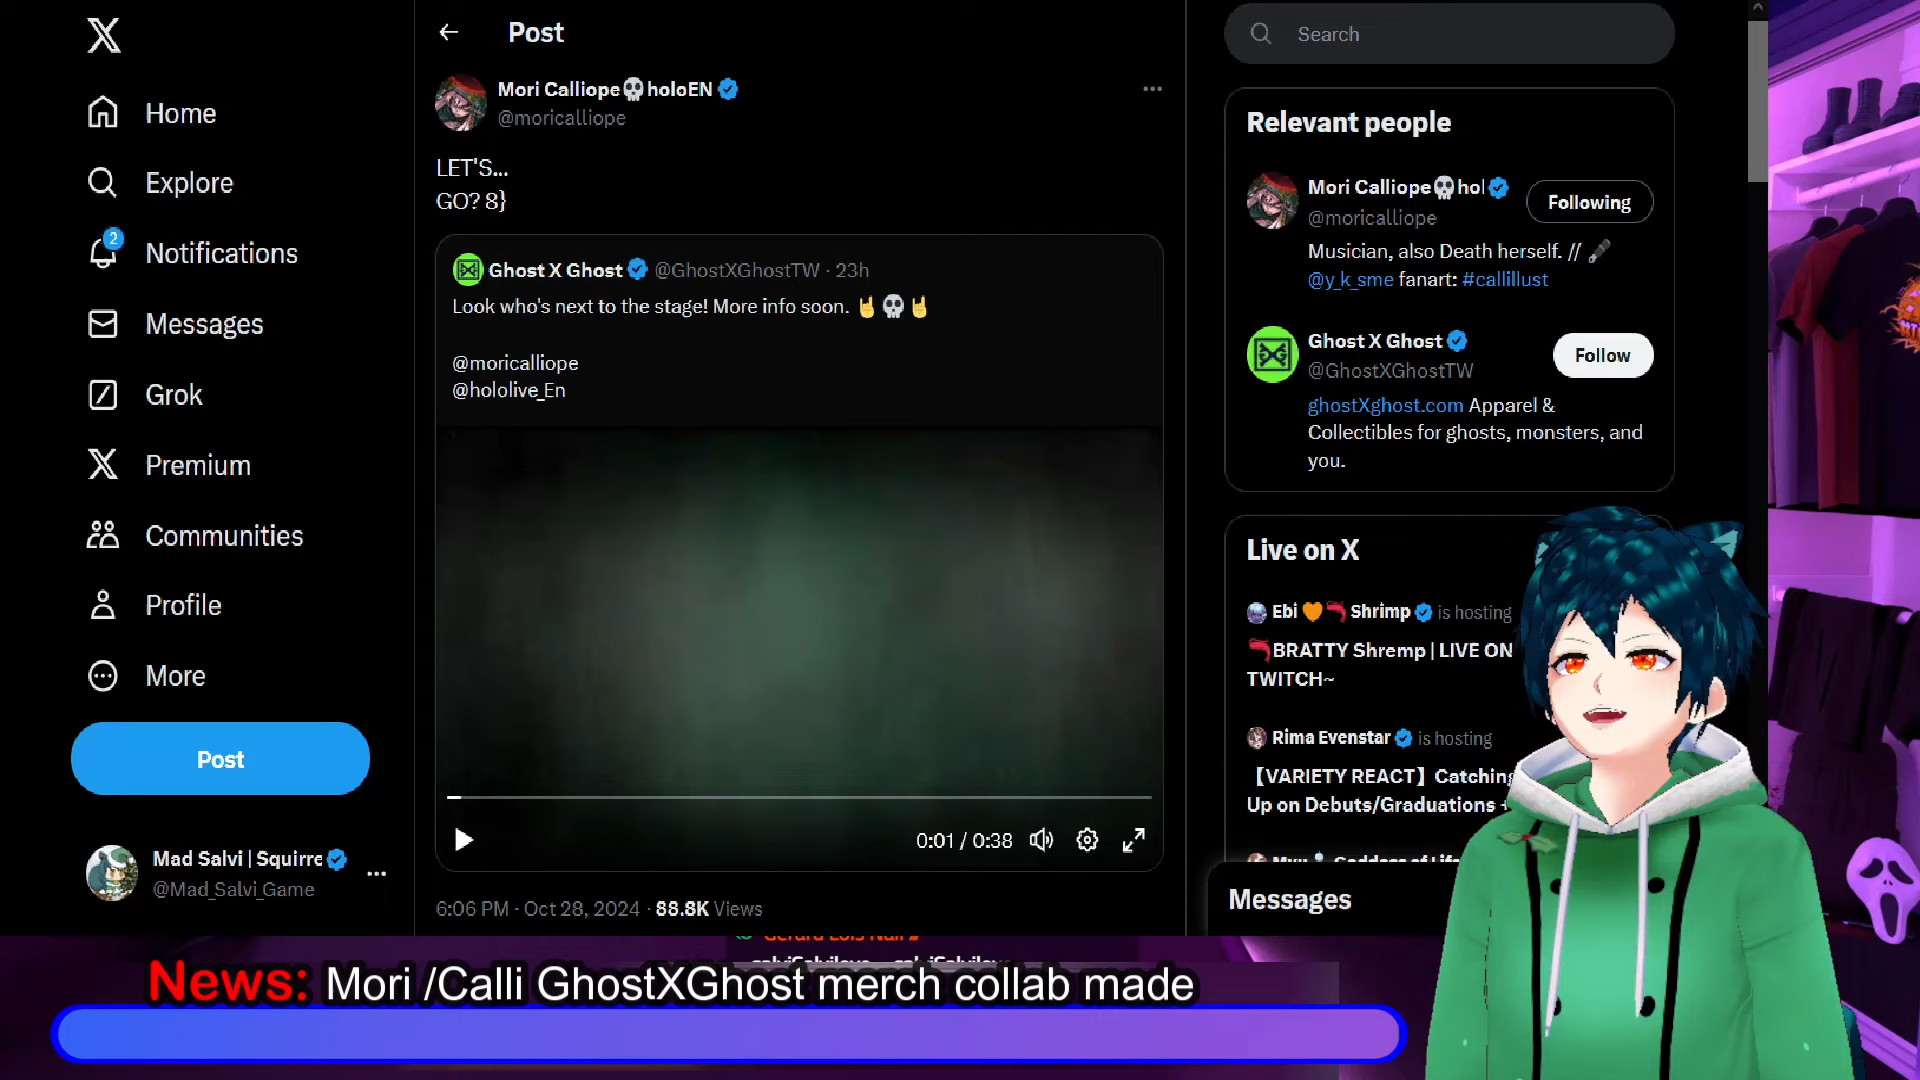 Home
Explore
2
Notifications
Messages
Grok
Premium
Communities
Profile
More
Post
Mad Salvi | Squirre
@Mad_Salvi_Game
Post
Mori Calliope💀holoEN
@moricalliope
LET'S...
GO? 8}
Ghost X Ghost @GhostXGhostTW · 23h
Look who's next to the stage! More info soon. 🤘💀🤘
@moricalliope
@hololive_En
0:01 / 0:38
6:06 PM · Oct 28, 2024 · 88.8K Views
Search
Relevant people
Mori Calliope💀hol
@moricalliope
Following
Musician, also Death herself. // 🎤
@y_k_sme fanart: #callillust
Ghost X Ghost
@GhostXGhostTW
Follow
ghostXghost.com Apparel &
Collectibles for ghosts, monsters, and
you.
Live on X
Ebi 🧡🦐 Shrimp is hosting
🦐BRATTY Shremp | LIVE ON
TWITCH~
Rima Evenstar is hosting
【VARIETY REACT】Catching
Up on Debuts/Graduations +
Messages
News: Mori /Calli GhostXGhost merch collab made